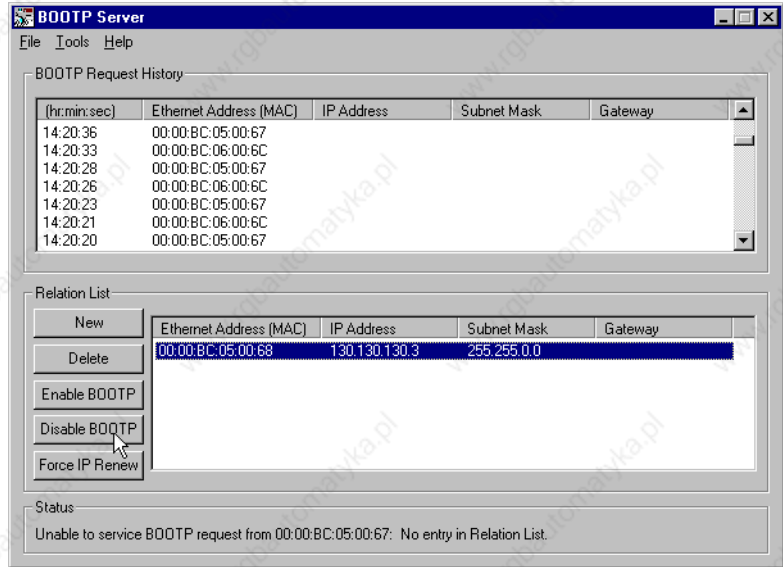 BOOTP Server
File Tools Help
BOOTP Request History
(hr:min:sec) Ethernet Address (MAC) IP Address Subnet Mask Gateway
14:20:36 00:00:BC:05:00:67
14:20:33 00:00:BC:06:00:6C
14:20:28 00:00:BC:05:00:67
14:20:26 00:00:BC:06:00:6C
14:20:23 00:00:BC:05:00:67
14:20:21 00:00:BC:06:00:6C
14:20:20 00:00:BC:05:00:67
Relation List
New
Delete
Enable BOOTP
Disable BOOTP
Force IP Renew
Ethernet Address (MAC) IP Address Subnet Mask Gateway
00:00:BC:05:00:68 130.130.130.3 255.255.0.0
Status
Unable to service BOOTP request from 00:00:BC:05:00:67: No entry in Relation List.
www.rgbautomatyka.pl